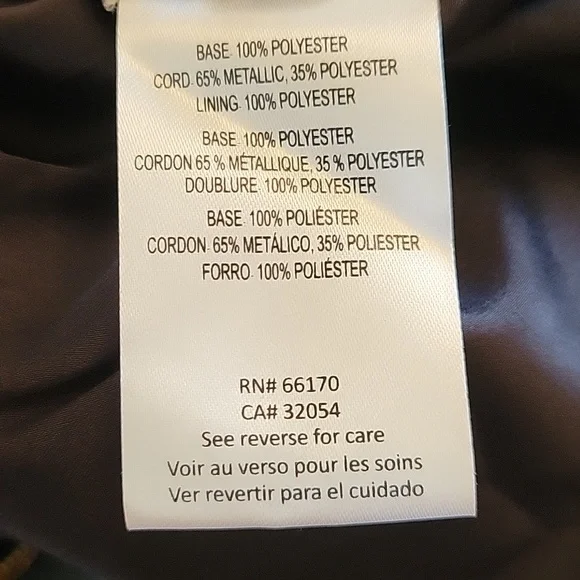 BASE: 100% POLYESTER
CORD: 65% METALLIC, 35% POLYESTER
LINING: 100% POLYESTER
BASE: 100% POLYESTER
CORDON 65 % MÉTALLIQUE, 35 % POLYESTER
DOUBLURE: 100% POLYESTER
BASE: 100% POLIÉSTER
CORDON: 65% METÁLICO, 35% POLIESTER
FORRO: 100% POLIÉSTER
RN# 66170
CA# 32054
See reverse for care
Voir au verso pour les soins
Ver revertir para el cuidado